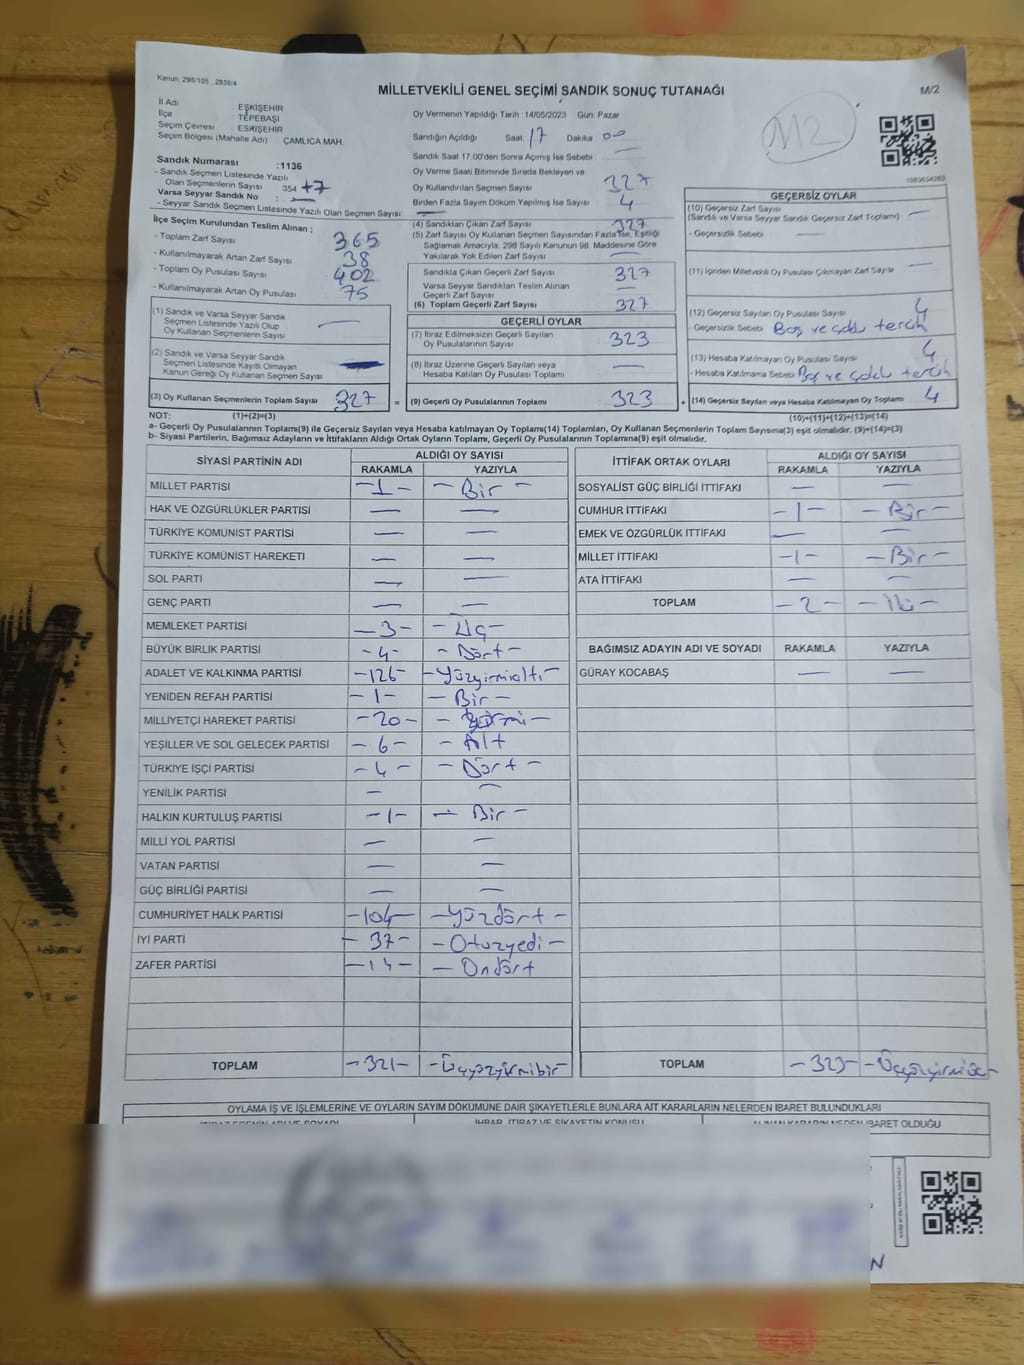 Kanun: 298/105, 2839/4
MİLLETVEKİLİ GENEL SEÇİMİ SANDIK SONUÇ TUTANAĞI
M/2
M2
İl Adı : ESKİŞEHİR
İlçe : TEPEBAŞI
Seçim Çevresi : ESKİŞEHİR
Seçim Bölgesi (Mahalle Adı) : ÇAMLICA MAH.
Sandık Numarası :1136
- Sandık Seçmen Listesinde Yazılı
Olan Seçmenlerin Sayısı : 354 +7
Varsa Seyyar Sandık No : —
- Seyyar Sandık Seçmen Listesinde Yazılı Olan Seçmen Sayısı : —
İlçe Seçim Kurulundan Teslim Alınan ;
- Toplam Zarf Sayısı 365
- Kullanılmayarak Artan Zarf Sayısı 38
- Toplam Oy Pusulası Sayısı 402
- Kullanılmayarak Artan Oy Pusulası 75
(1) Sandık ve Varsa Seyyar Sandık
Seçmen Listesinde Yazılı Olup
Oy Kullanan Seçmenlerin Sayısı —
(2) Sandık ve Varsa Seyyar Sandık
Seçmen Listesinde Kayıtlı Olmayan
Kanun Gereği Oy Kullanan Seçmen Sayısı
(3) Oy Kullanan Seçmenlerin Toplam Sayısı 327
Oy Vermenin Yapıldığı Tarih :14/05/2023 Gün: Pazar
Sandığın Açıldığı Saat 17 Dakika 00
Sandık Saat 17:00'den Sonra Açılmış İse Sebebi —
Oy Verme Saati Bitiminde Sırada Bekleyen ve
Oy Kullandırılan Seçmen Sayısı 327
Birden Fazla Sayım Döküm Yapılmış İse Sayısı 4
(4) Sandıktan Çıkan Zarf Sayısı 327
(5) Zarf Sayısı Oy Kullanan Seçmen Sayısından Fazla İse, Eşitliği
Sağlamak Amacıyla, 298 Sayılı Kanunun 98. Maddesine Göre
Yakılarak Yok Edilen Zarf Sayısı —
Sandıkta Çıkan Geçerli Zarf Sayısı 327
Varsa Seyyar Sandıktan Teslim Alınan
Geçerli Zarf Sayısı —
(6) Toplam Geçerli Zarf Sayısı 327
GEÇERLİ OYLAR
(7) İtiraz Edilmeksizin Geçerli Sayılan
Oy Pusulalarının Sayısı 323
(8) İtiraz Üzerine Geçerli Sayılan veya
Hesaba Katılan Oy Pusulası Toplamı —
= (9) Geçerli Oy Pusulalarının Toplamı 323 +
GEÇERSİZ OYLAR
(10) Geçersiz Zarf Sayısı
(Sandık ve Varsa Seyyar Sandık Geçersiz Zarf Toplamı) —
- Geçersizlik Sebebi —
(11) İçinden Milletvekili Oy Pusulası Çıkmayan Zarf Sayısı —
(12) Geçersiz Sayılan Oy Pusulası Sayısı 4
- Geçersizlik Sebebi Boş ve çoklu tercih
(13) Hesaba Katılmayan Oy Pusulası Sayısı 4
- Hesaba Katılmama Sebebi Boş ve çoklu tercih
(14) Geçersiz Sayılan veya Hesaba Katılmayan Oy Toplamı 4
NOT: (1)+(2)=(3) (10)+(11)+(12)+(13)=(14)
a- Geçerli Oy Pusulalarının Toplamı(9) ile Geçersiz Sayılan veya Hesaba katılmayan Oy Toplamı(14) Toplamları, Oy Kullanan Seçmenlerin Toplam Sayısına(3) eşit olmalıdır. (9)+(14)=(3)
b- Siyasi Partilerin, Bağımsız Adayların ve İttifakların Aldığı Ortak Oyların Toplamı, Geçerli Oy Pusulalarının Toplamına(9) eşit olmalıdır.
SİYASİ PARTİNİN ADI ALDIĞI OY SAYISI
RAKAMLA YAZIYLA
MİLLET PARTİSİ -1- - Bir -
HAK VE ÖZGÜRLÜKLER PARTİSİ — —
TÜRKİYE KOMÜNİST PARTİSİ — —
TÜRKİYE KOMÜNİST HAREKETİ — —
SOL PARTİ — —
GENÇ PARTİ — —
MEMLEKET PARTİSİ -3- - Üç -
BÜYÜK BİRLİK PARTİSİ -4- - Dört -
ADALET VE KALKINMA PARTİSİ -126- - Yüzyirmialtı -
YENİDEN REFAH PARTİSİ -1- - Bir -
MİLLİYETÇİ HAREKET PARTİSİ -20- - Yirmi -
YEŞİLLER VE SOL GELECEK PARTİSİ -6- - Alt
TÜRKİYE İŞÇİ PARTİSİ -4- - Dört -
YENİLİK PARTİSİ — —
HALKIN KURTULUŞ PARTİSİ -1- - Bir -
MİLLİ YOL PARTİSİ — —
VATAN PARTİSİ — —
GÜÇ BİRLİĞİ PARTİSİ — —
CUMHURİYET HALK PARTİSİ -104- - Yüzdört -
İYİ PARTİ -37- - Otuzyedi -
ZAFER PARTİSİ -14- - Ondört
TOPLAM -321- - Üçyüzyirmibir
İTTİFAK ORTAK OYLARI ALDIĞI OY SAYISI
RAKAMLA YAZIYLA
SOSYALİST GÜÇ BİRLİĞİ İTTİFAKI — —
CUMHUR İTTİFAKI -1- - Bir -
EMEK VE ÖZGÜRLÜK İTTİFAKI — —
MİLLET İTTİFAKI -1- - Bir -
ATA İTTİFAKI — —
TOPLAM -2- - İki -
BAĞIMSIZ ADAYIN ADI VE SOYADI RAKAMLA YAZIYLA
GÜRAY KOCABAŞ — —
TOPLAM -323- - Üçyüzyirmiüç -
OYLAMA İŞ VE İŞLEMLERİNE VE OYLARIN SAYIM DÖKÜMÜNE DAİR ŞİKAYETLERLE BUNLARA AİT KARARLARIN NELERDEN İBARET BULUNDUKLARI
İTİRAZ EDENİN ADI VE SOYADI İHBAR, İTİRAZ VE ŞİKAYETİN KONUSU ALINAN KARARIN NEDEN İBARET OLDUĞU
N